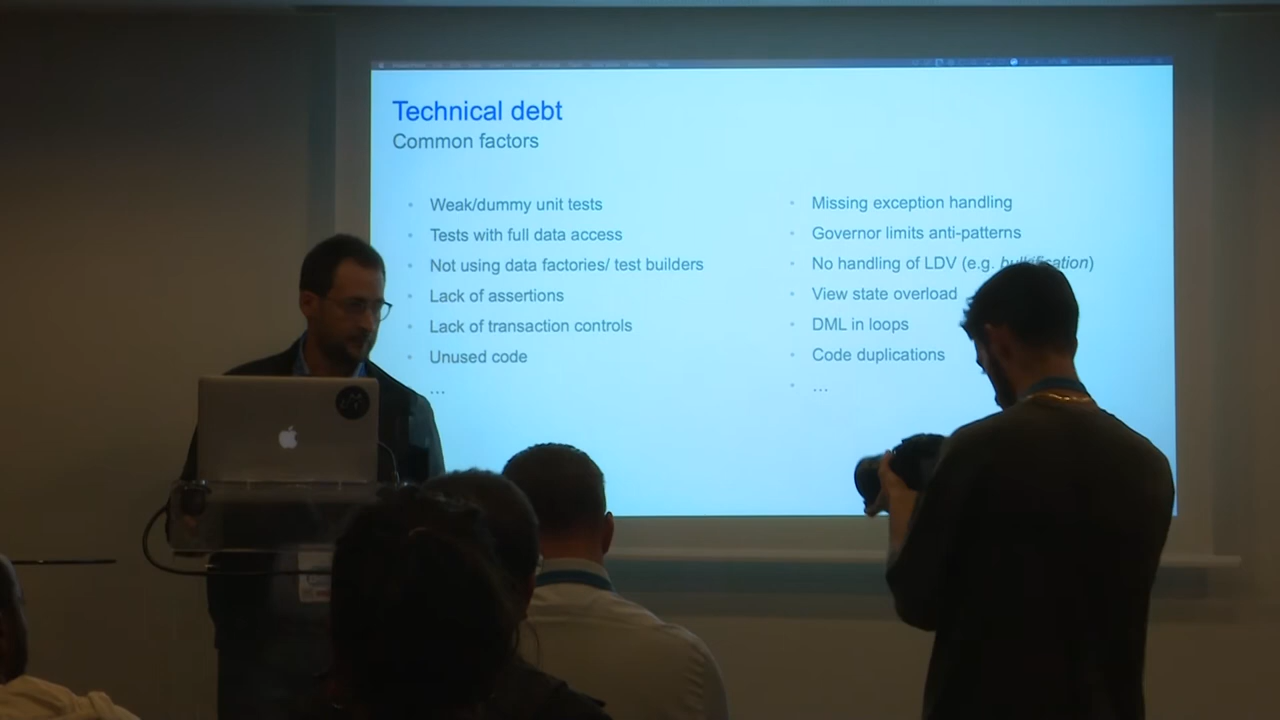 Technical debt
Common factors
• Weak/dummy unit tests
• Tests with full data access
• Not using data factories/ test builders
• Lack of assertions
• Lack of transaction controls
• Unused code
...
• Missing exception handling
• Governor limits anti-patterns
• No handling of LDV (e.g. bulkification)
• View state overload
• DML in loops
• Code duplications
• ...